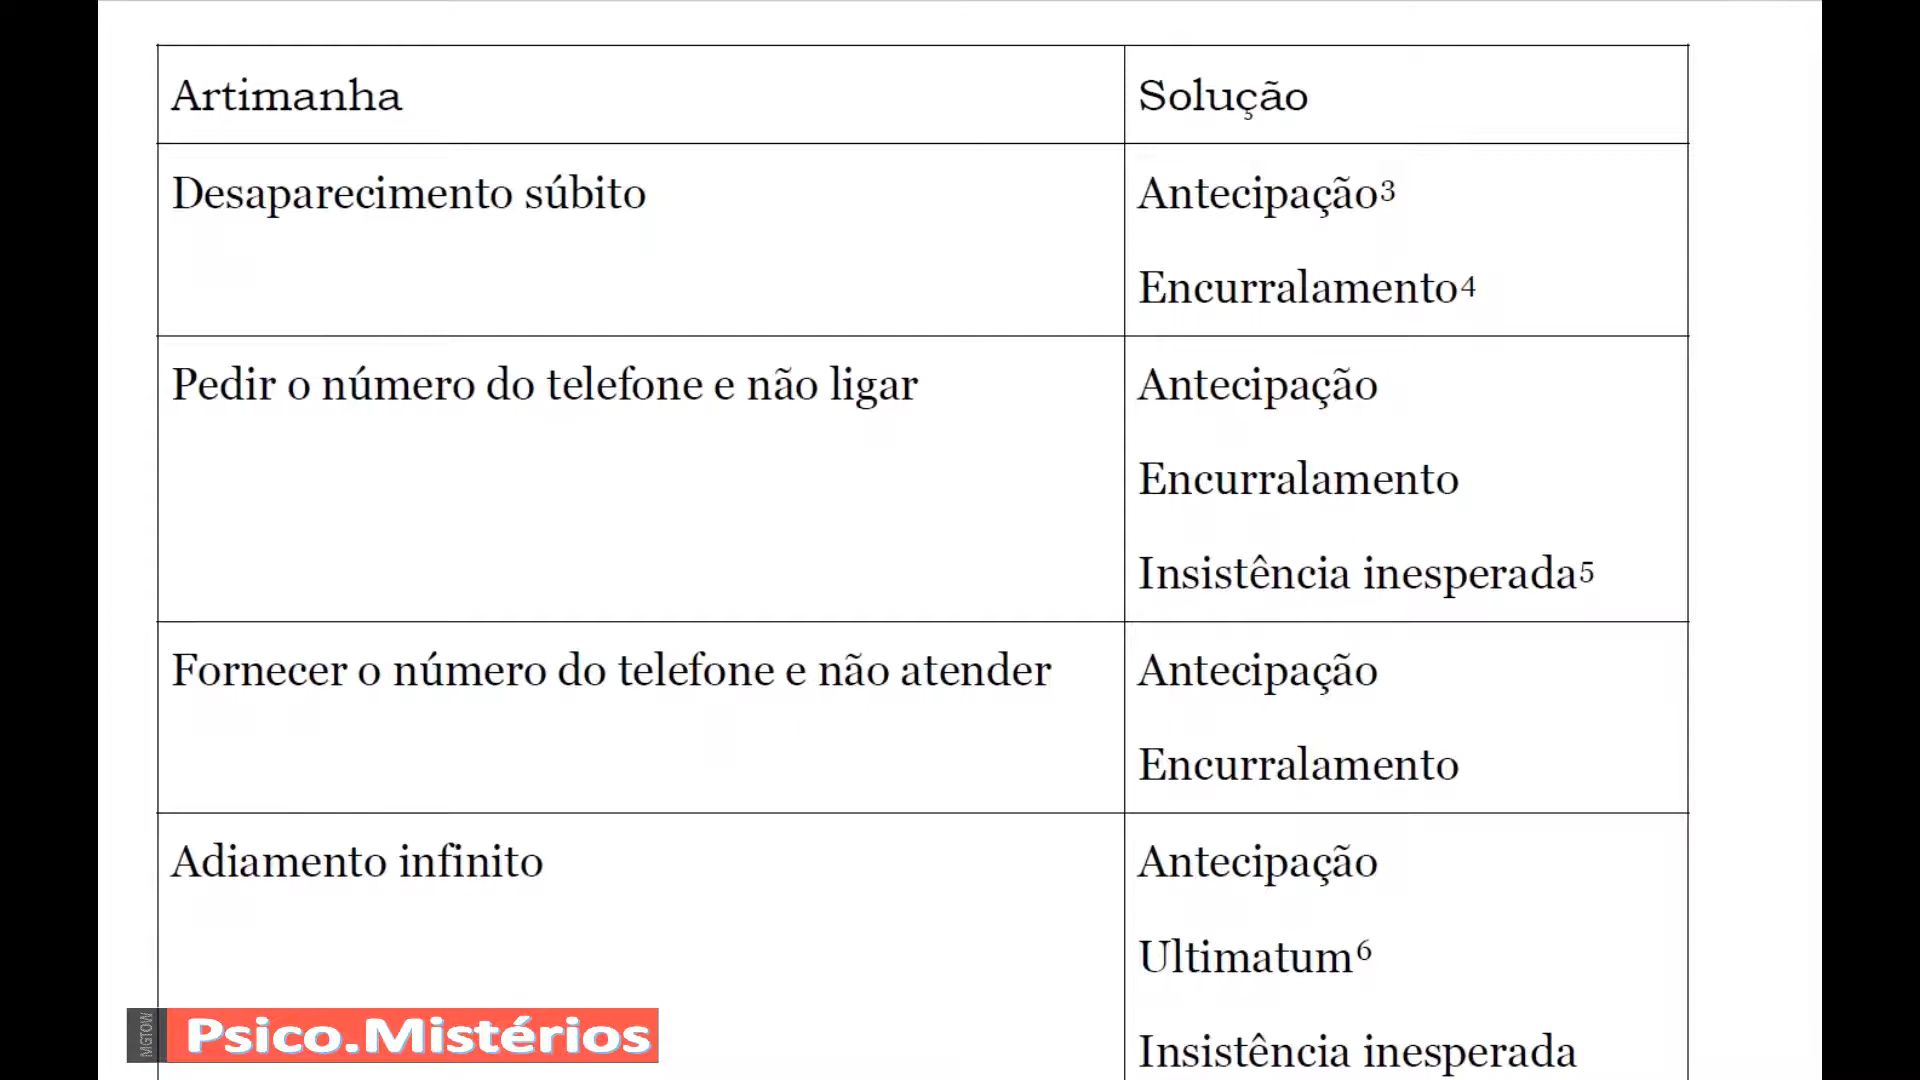 Artimanha
Solução
Desaparecimento súbito
Antecipação3
Encurralamento4
Pedir o número do telefone e não ligar
Antecipação
Encurralamento
Insistência inesperada5
Fornecer o número do telefone e não atender
Antecipação
Encurralamento
Adiamento infinito
Antecipação
Ultimatum6
Insistência inesperada
MGTOW
Psico.Mistérios